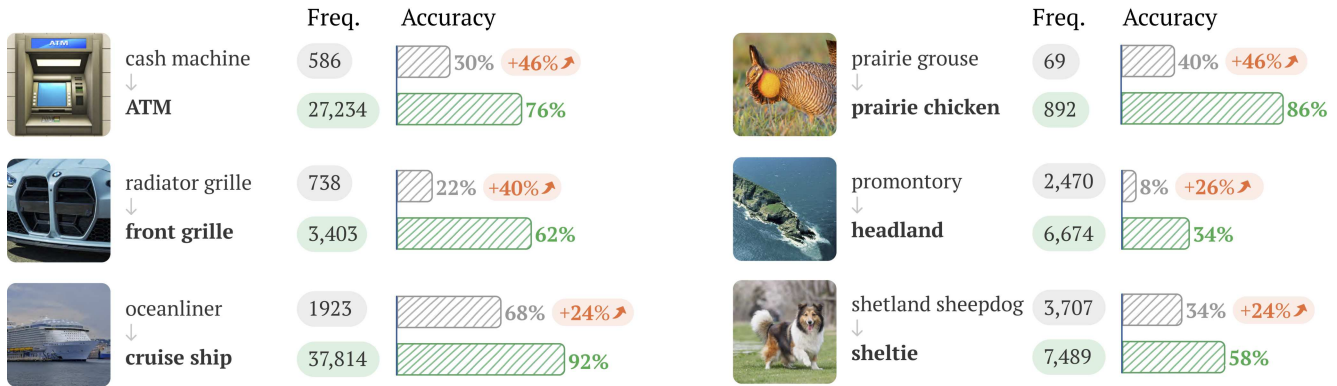 Freq. Accuracy
ATM
cash machine 586 30% +46%
↓
ATM 27,234 76%
radiator grille 738 22% +40%
↓
front grille 3,403 62%
oceanliner 1923 68% +24%
↓
cruise ship 37,814 92%
Freq. Accuracy
prairie grouse 69 40% +46%
↓
prairie chicken 892 86%
promontory 2,470 8% +26%
↓
headland 6,674 34%
shetland sheepdog 3,707 34% +24%
↓
sheltie 7,489 58%